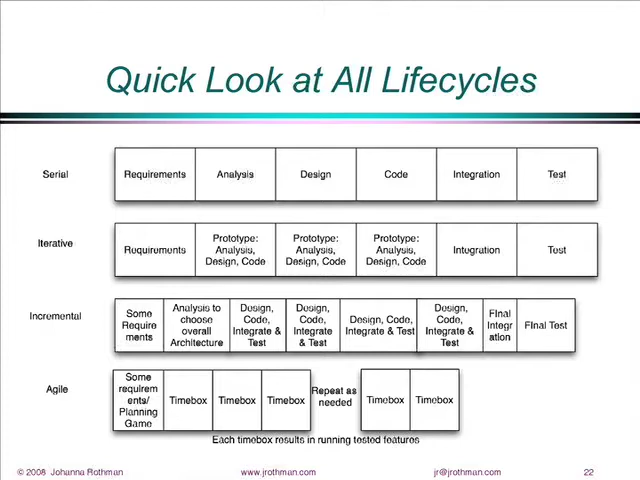 Quick Look at All Lifecycles
Serial
Requirements
Analysis
Design
Code
Integration
Test
Iterative
Requirements
Prototype:
Analysis,
Design, Code
Prototype:
Analysis,
Design, Code
Prototype:
Analysis,
Design, Code
Integration
Test
Incremental
Some
Require
ments
Analysis to
choose
overall
Architecture
Design,
Code,
Integrate &
Test
Design,
Code,
Integrate
& Test
Design, Code,
Integrate & Test
Design,
Code,
Integrate &
Test
FInal
Integr
ation
FInal Test
Agile
Some
requirem
ents/
Planning
Game
Timebox
Timebox
Timebox
Repeat as
needed
Timebox
Timebox
Each timebox results in running tested features
© 2008 Johanna Rothman
www.jrothman.com
jr@jrothman.com
22